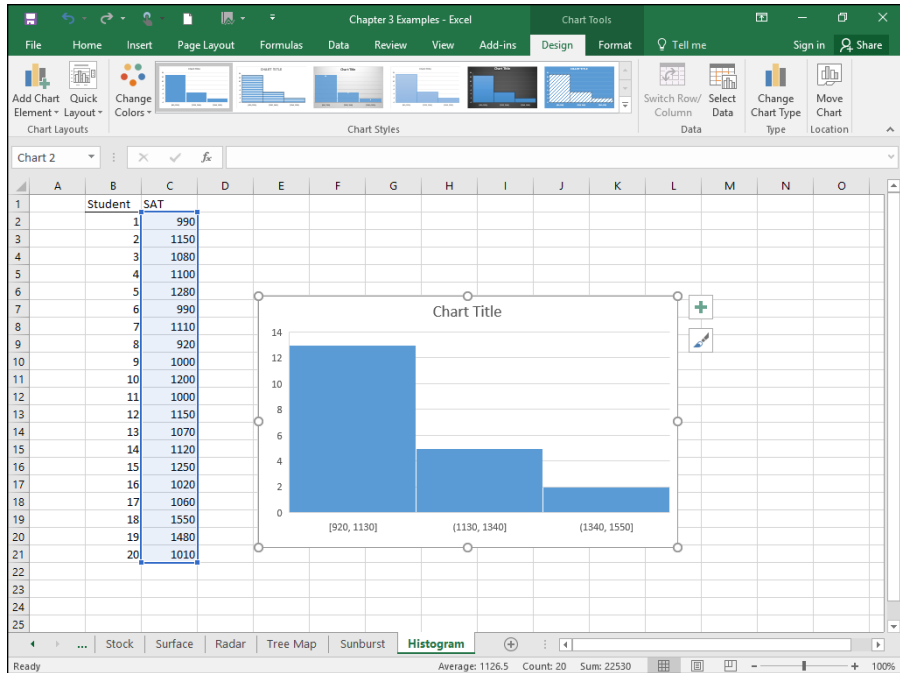 Chapter 3 Examples - Excel
Chart Tools
File Home Insert Page Layout Formulas Data Review View Add-ins Design Format Tell me Sign in Share
Add Chart Element
Quick Layout
Change Colors
Switch Row/ Column
Select Data
Change Chart Type
Move Chart
Chart Layouts Chart Styles Data Type Location
Chart 2 fx
A B C D E F G H I J K L M N O
1 Student SAT
2 1 990
3 2 1150
4 3 1080
5 4 1100
6 5 1280
7 6 990
8 7 1110
9 8 920
10 9 1000
11 10 1200
12 11 1000
13 12 1150
14 13 1070
15 14 1120
16 15 1250
17 16 1020
18 17 1060
19 18 1550
20 19 1480
21 20 1010
22
23
24
25
Chart Title
14
12
10
8
6
4
2
0
[920, 1130] (1130, 1340] (1340, 1550]
... Stock Surface Radar Tree Map Sunburst Histogram
Ready Average: 1126.5 Count: 20 Sum: 22530 100%